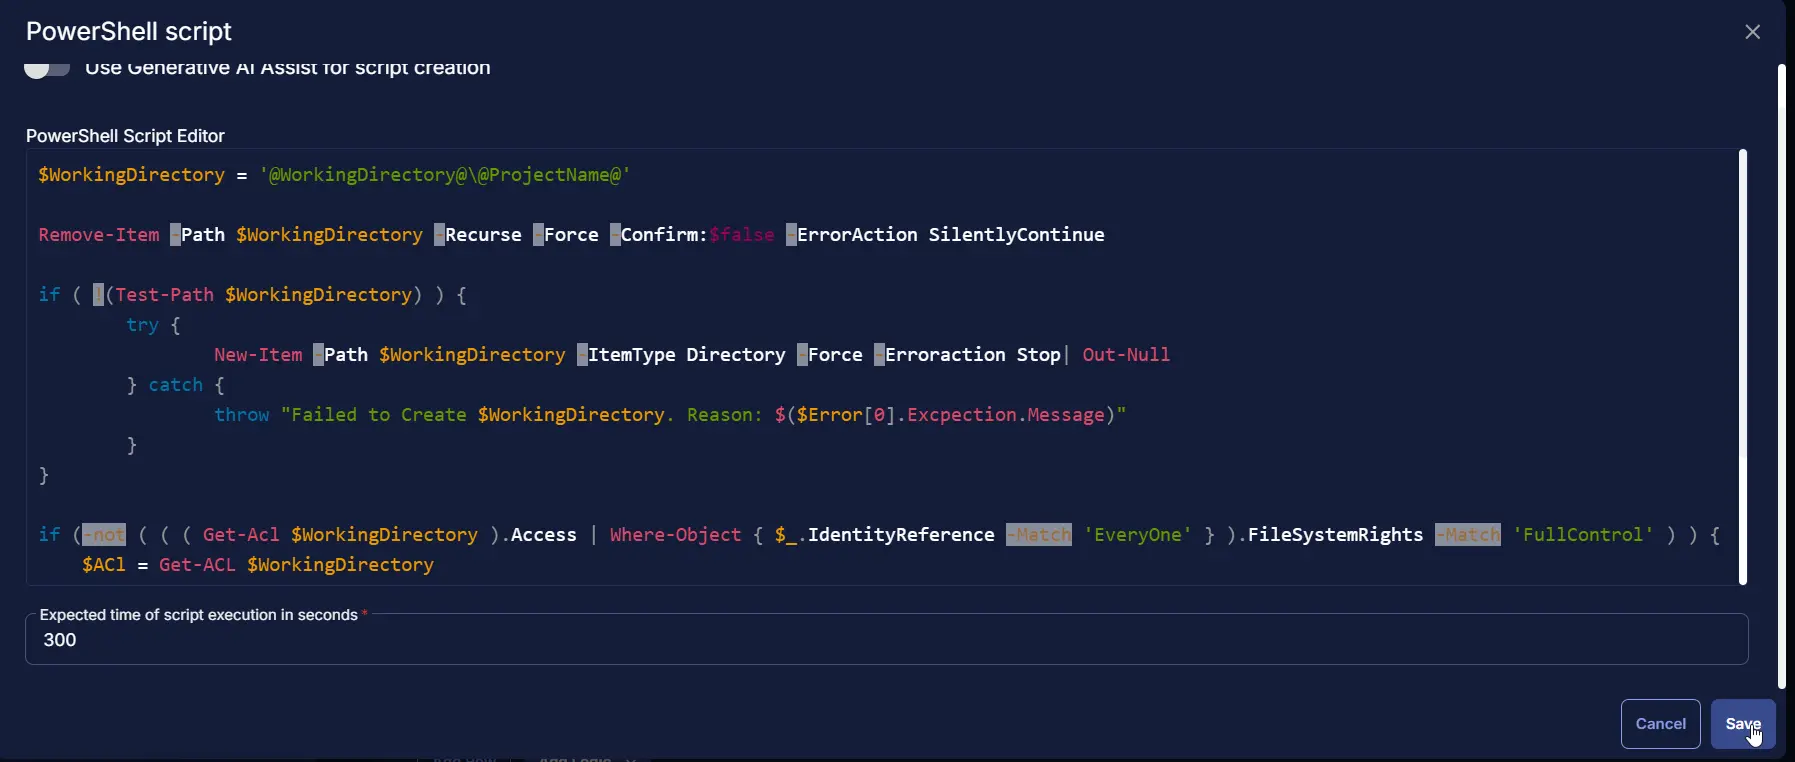 PowerShell script
Use Generative AI Assist for script creation
PowerShell Script Editor
$WorkingDirectory = '@WorkingDirectory@\@ProjectName@'
Remove-Item -Path $WorkingDirectory -Recurse -Force -Confirm:$false -ErrorAction SilentlyContinue
if ( !(Test-Path $WorkingDirectory) ) {
try {
New-Item -Path $WorkingDirectory -ItemType Directory -Force -Erroraction Stop| Out-Null
} catch {
throw "Failed to Create $WorkingDirectory. Reason: $($Error[0].Excpection.Message)"
}
}
if (-not ( ( ( Get-Acl $WorkingDirectory ).Access | Where-Object { $_.IdentityReference -Match 'EveryOne' } ).FileSystemRights -Match 'FullControl' ) ) {
$ACl = Get-ACL $WorkingDirectory
Expected time of script execution in seconds *
300
Cancel
Save